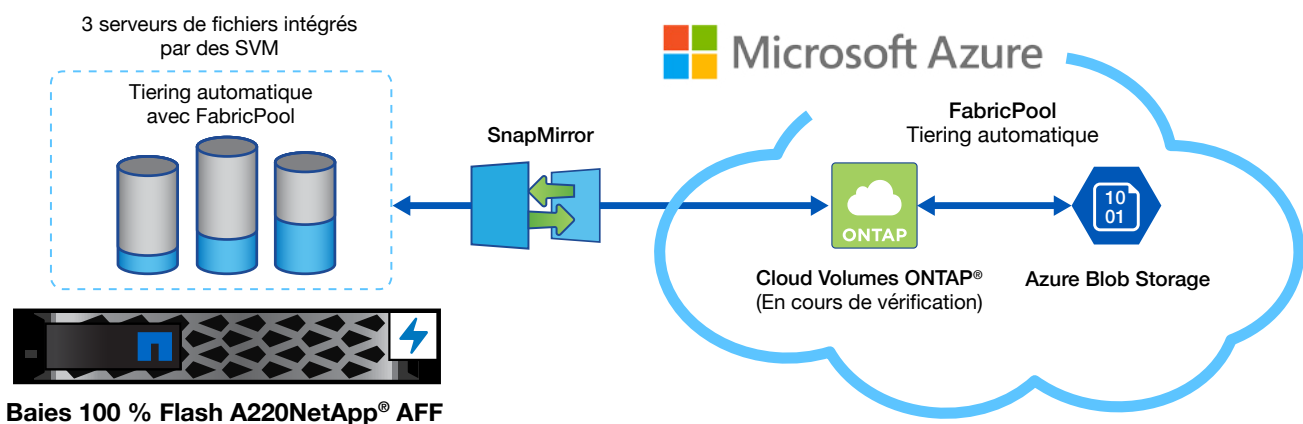 3 serveurs de fichiers intégrés
par des SVM
Tiering automatique
avec FabricPool
SnapMirror
Microsoft Azure
FabricPool
Tiering automatique
10
01
ONTAP
Cloud Volumes ONTAP®
(En cours de vérification)
Azure Blob Storage
Baies 100 % Flash A220NetApp® AFF